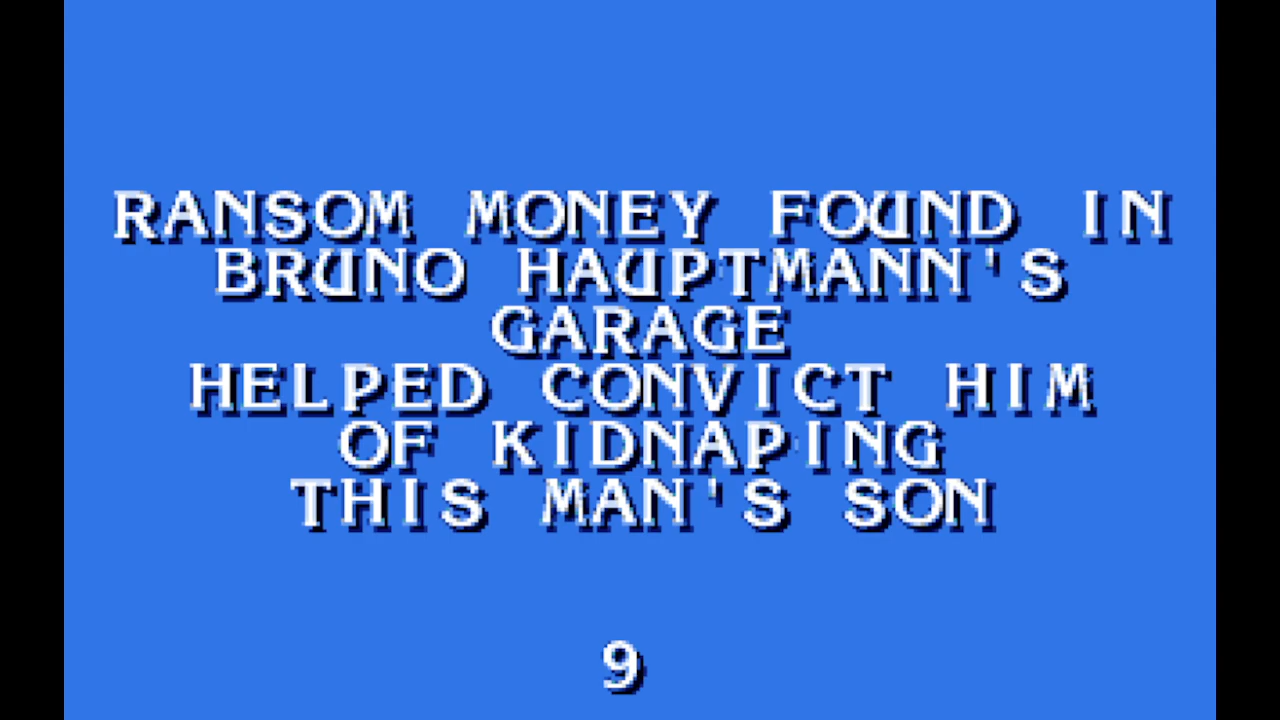 RANSOM MONEY FOUND IN
BRUNO HAUPTMANN'S
GARAGE
HELPED CONVICT HIM
OF KIDNAPING
THIS MAN'S SON
9